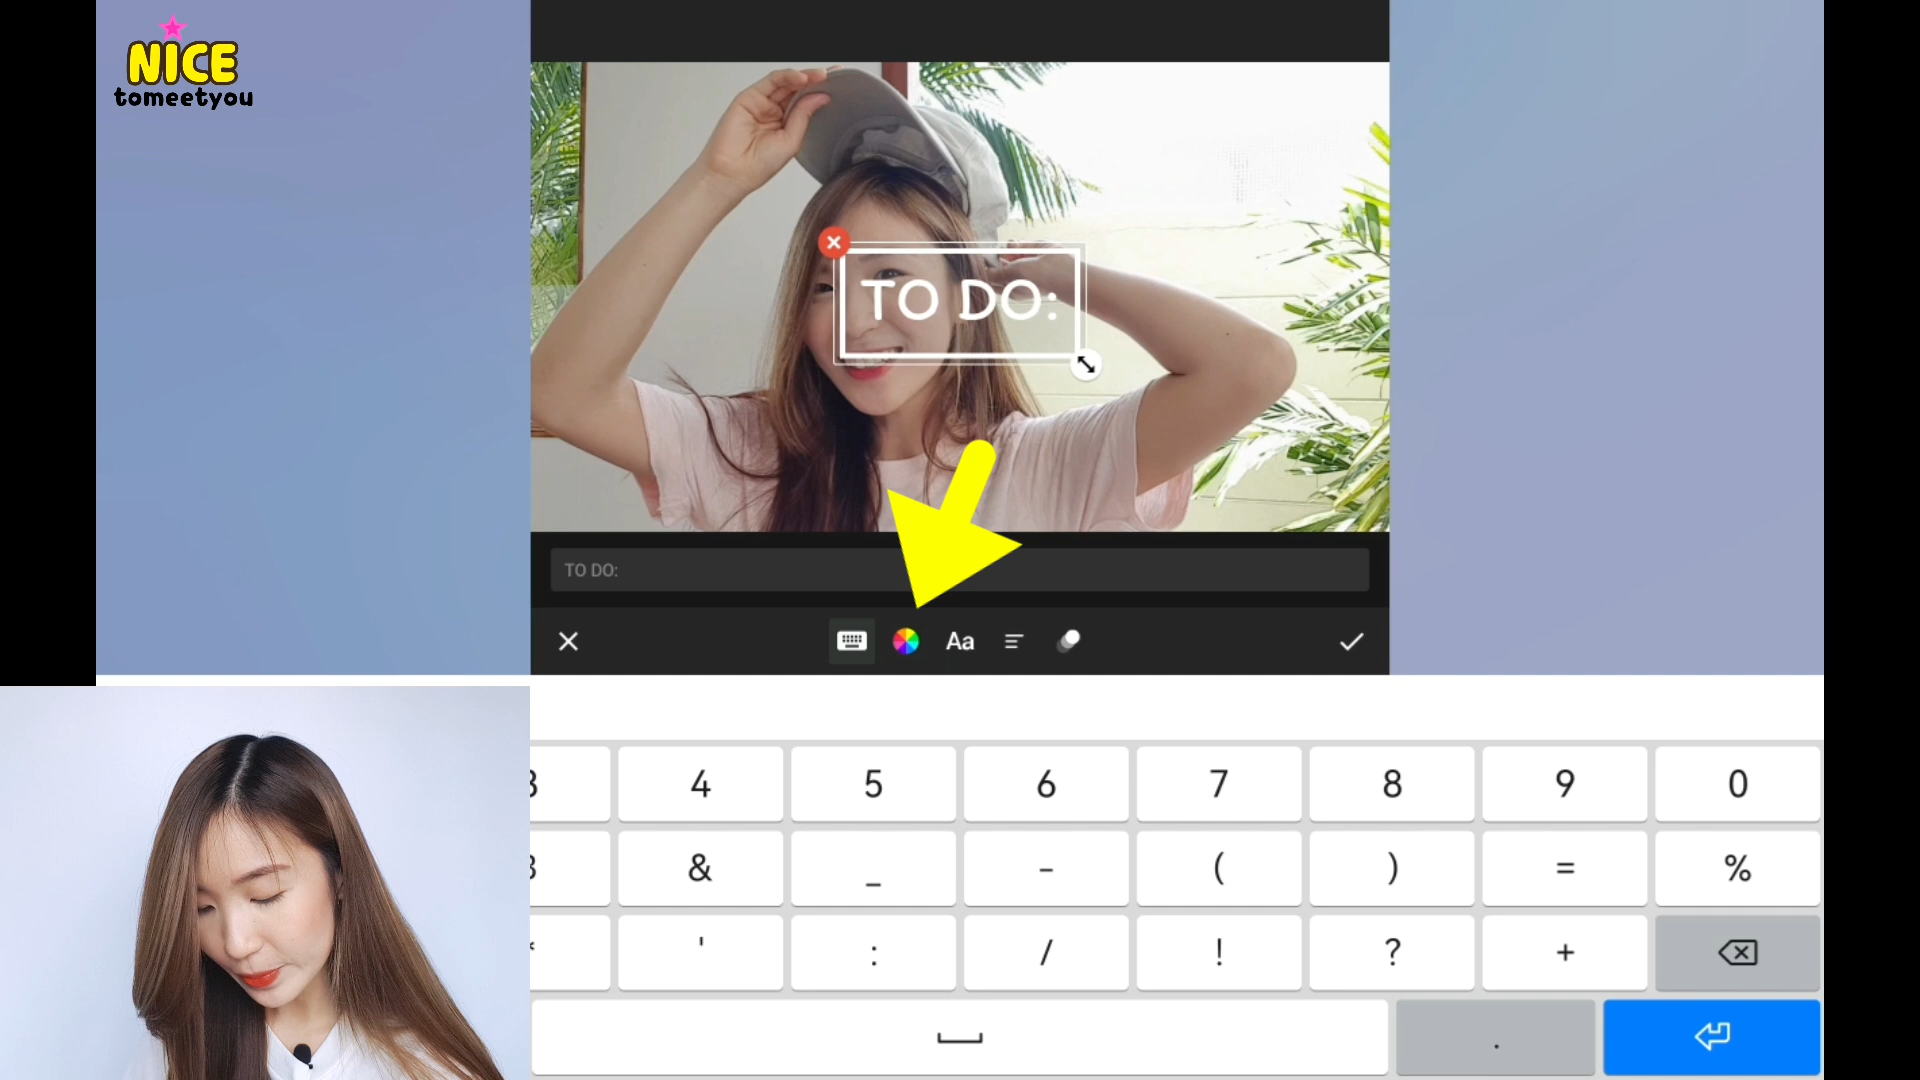 NICE
tomeetyou
TO DO:
TO DO:
Aa
4 5 6 7 8 9 0
& _ - ( ) = %
' : / ! ? +
.